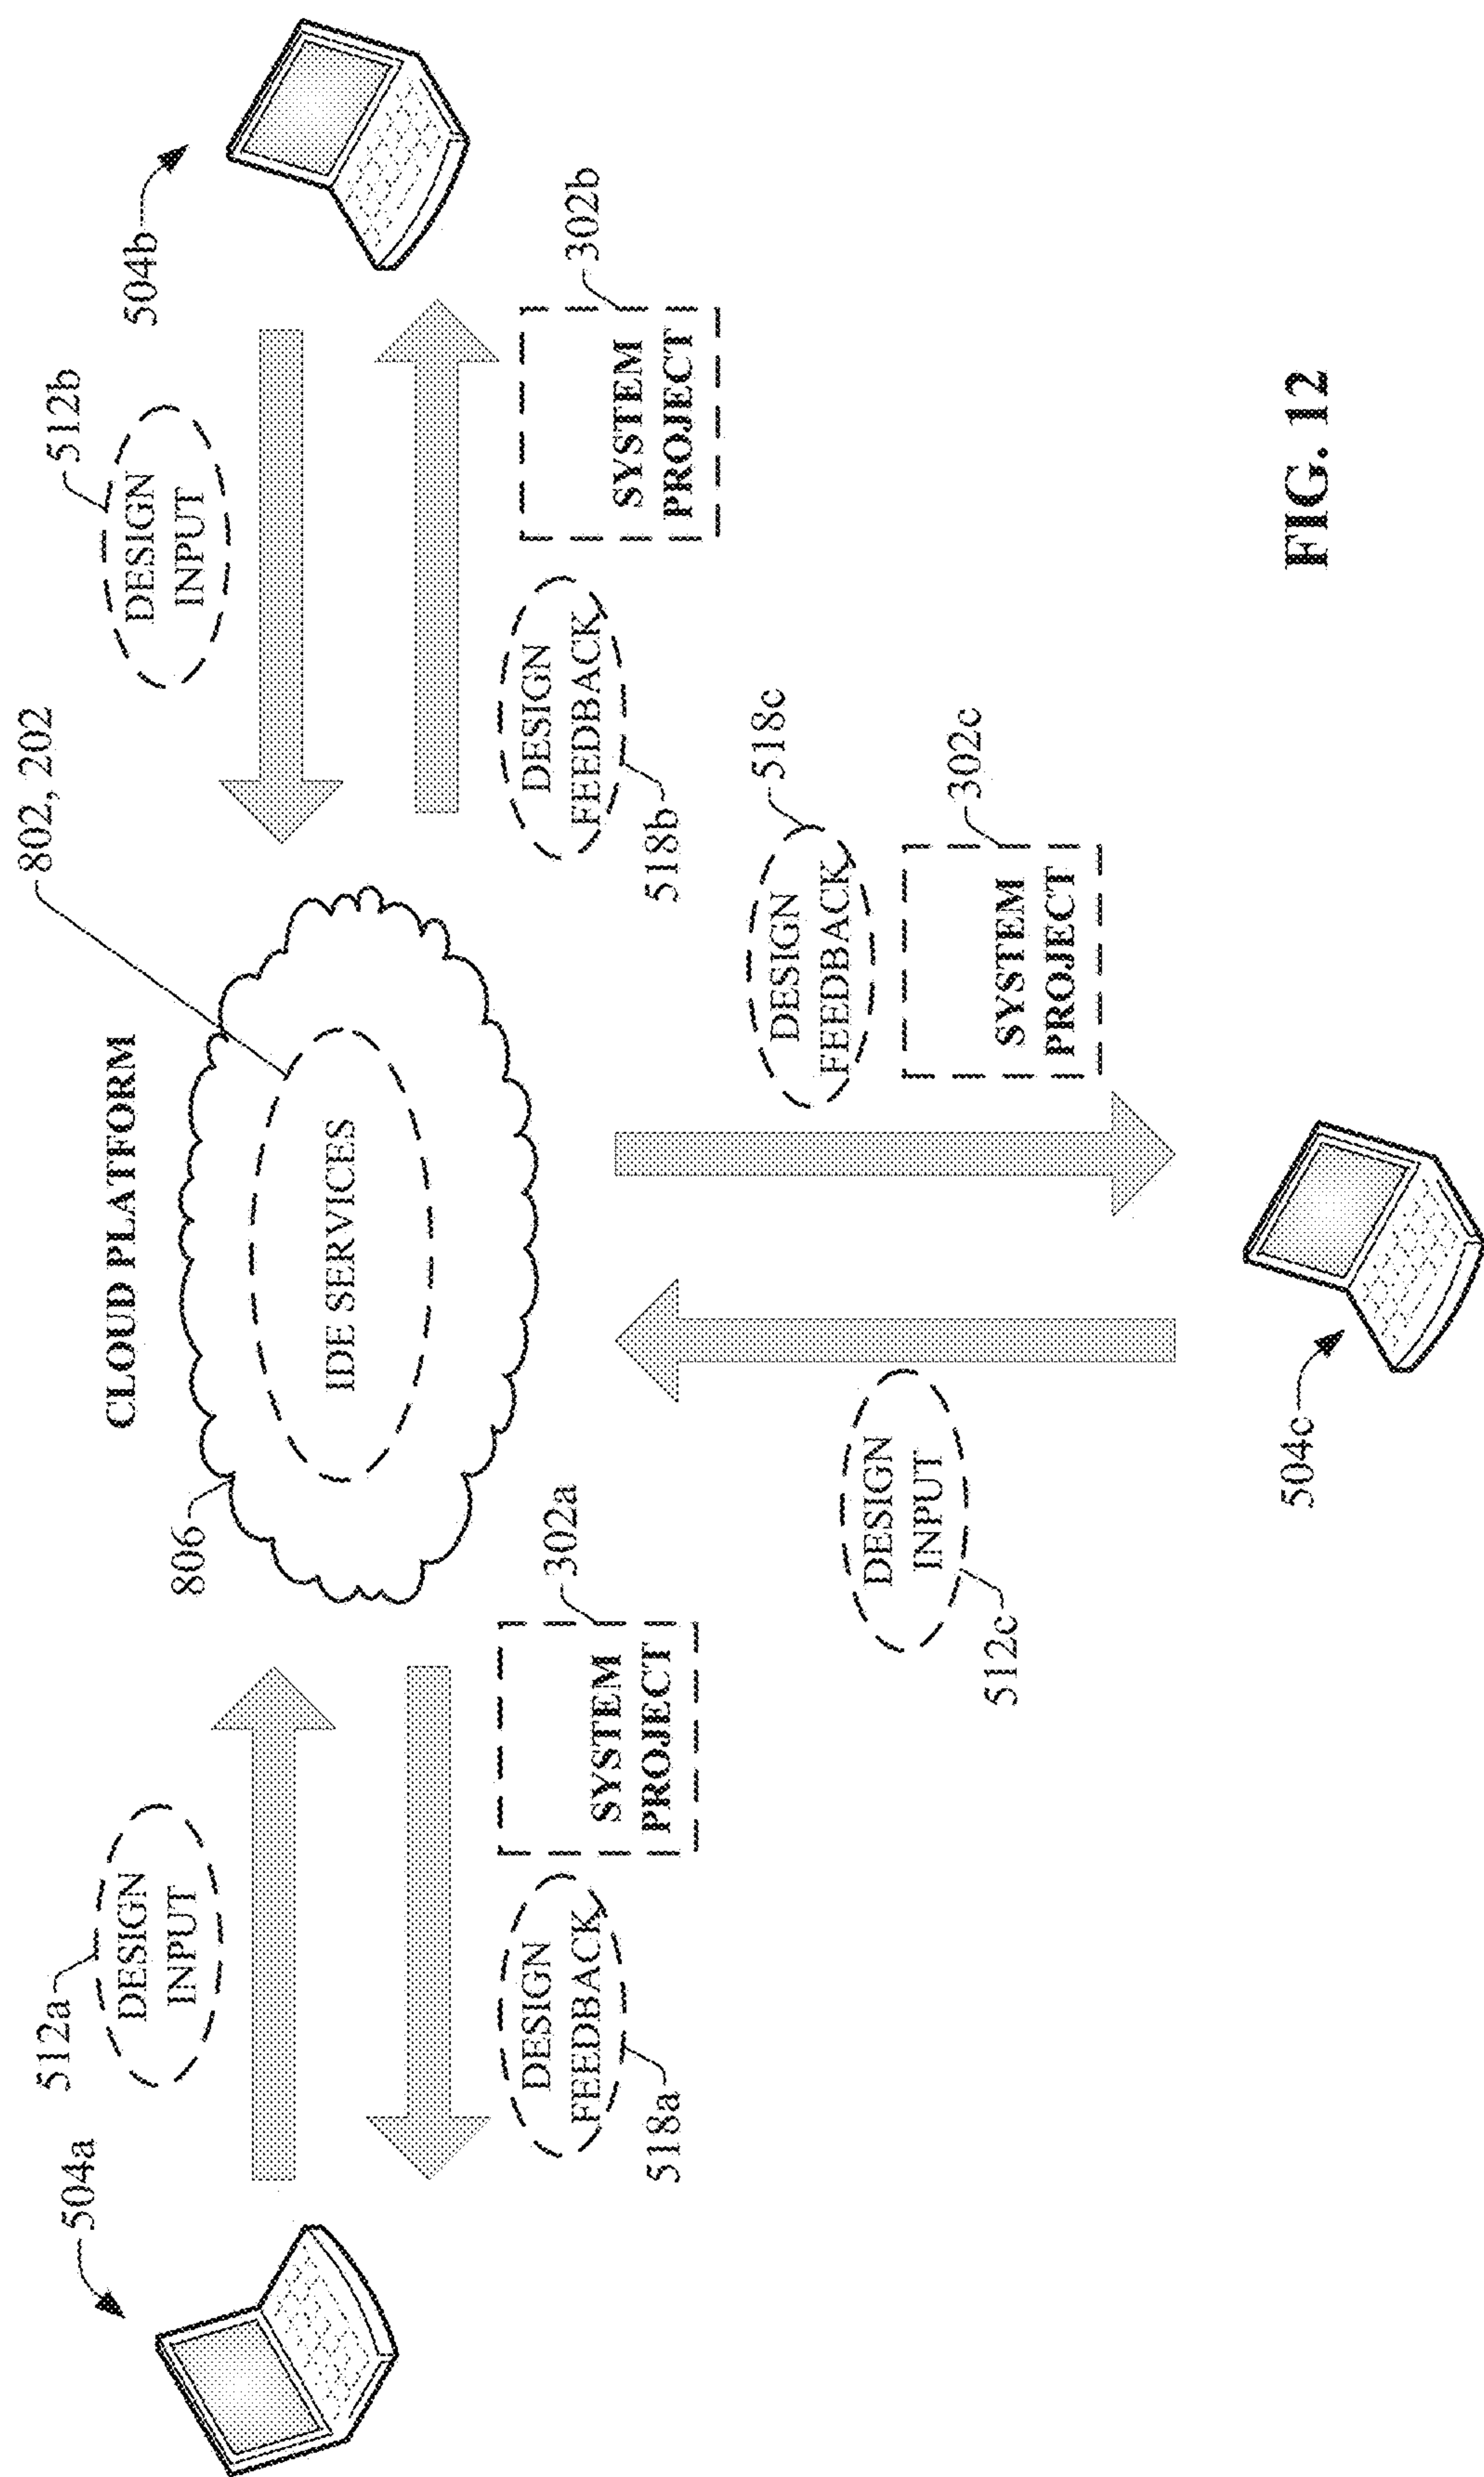 802, 202
CLOUD PLATFORM
806
IDE SERVICES
504a
512a
DESIGN
INPUT
512b
DESIGN
INPUT
504b
302a
SYSTEM
PROJECT
DESIGN
FEEDBACK
518a
DESIGN
FEEDBACK
518b
302b
SYSTEM
PROJECT
518c
DESIGN
FEEDBACK
302c
SYSTEM
PROJECT
DESIGN
INPUT
512c
504c
FIG. 12